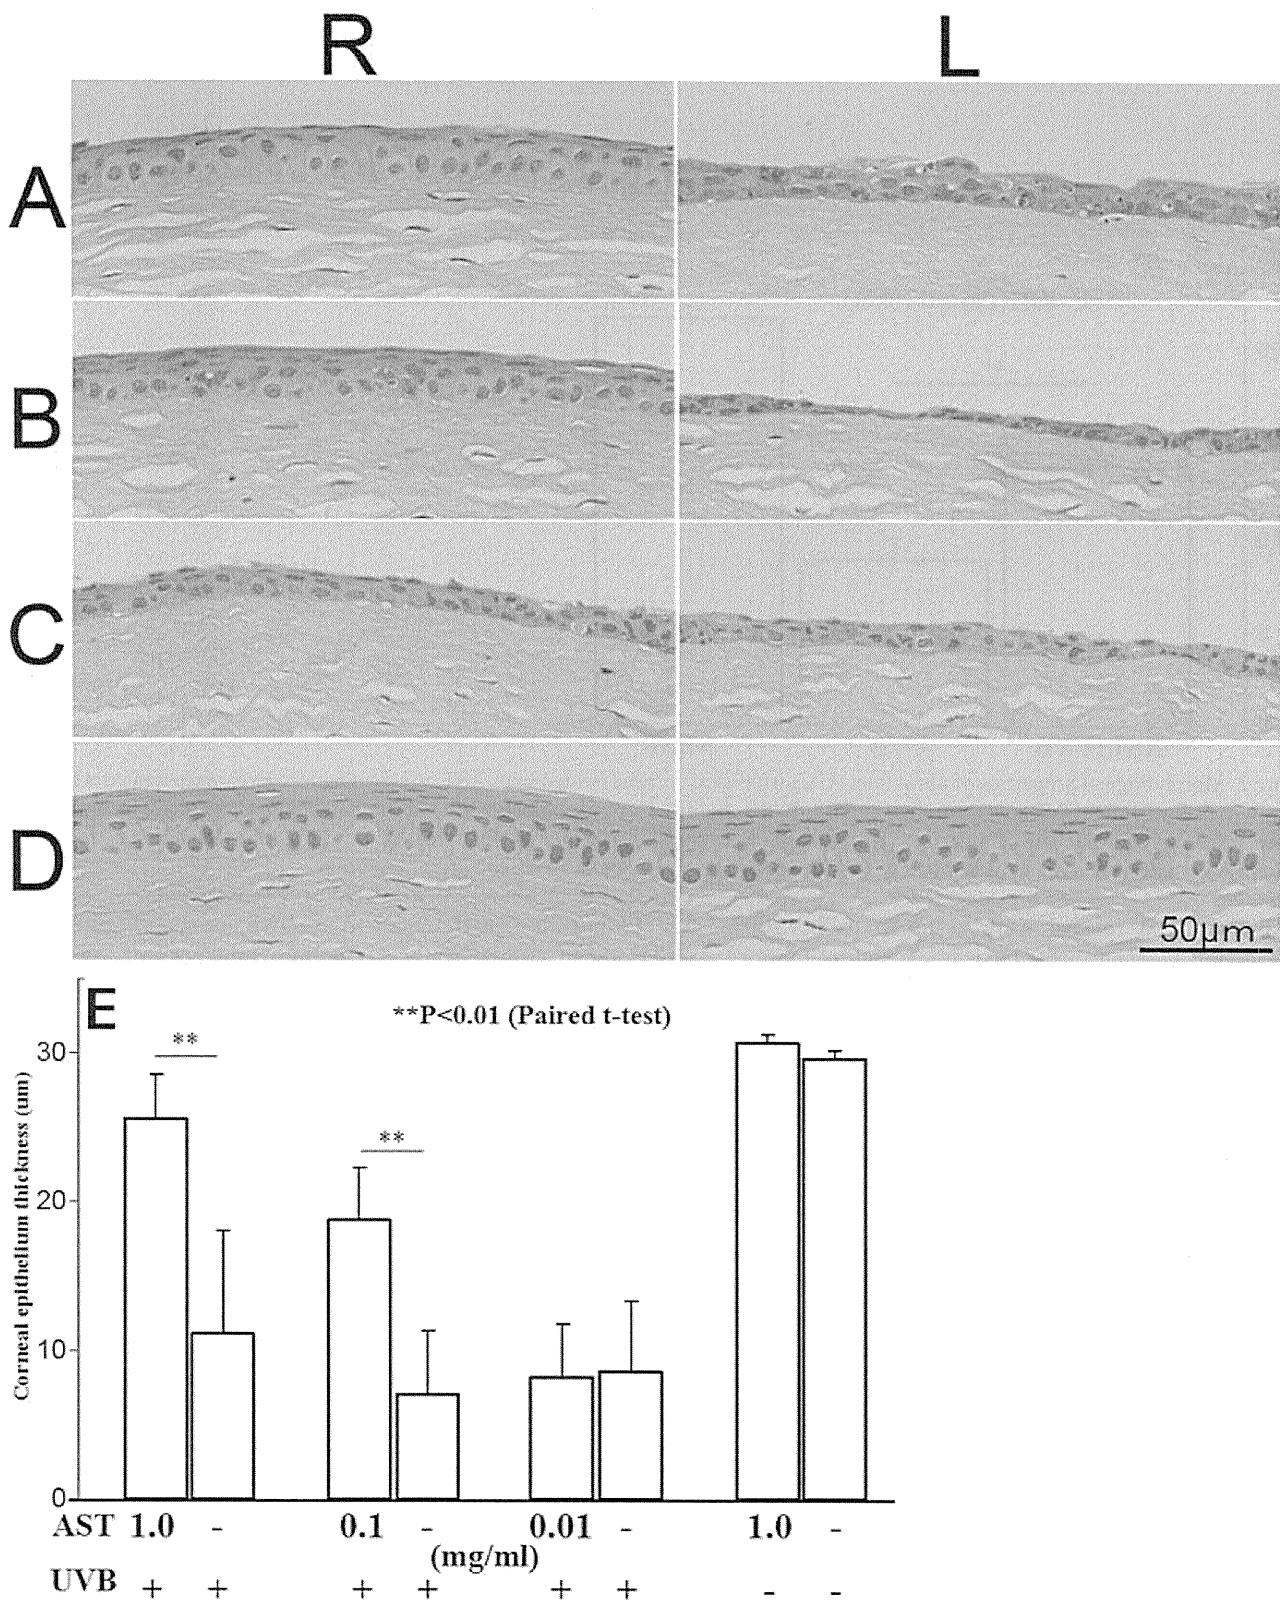 R L
A
B
C
D
50µm
E
**P<0.01 (Paired t-test)
**
**
Corneal epithelium thickness (um)
30
20
10
0
AST 1.0 - 0.1 - 0.01 - 1.0 -
(mg/ml)
UVB + + + + + + - -